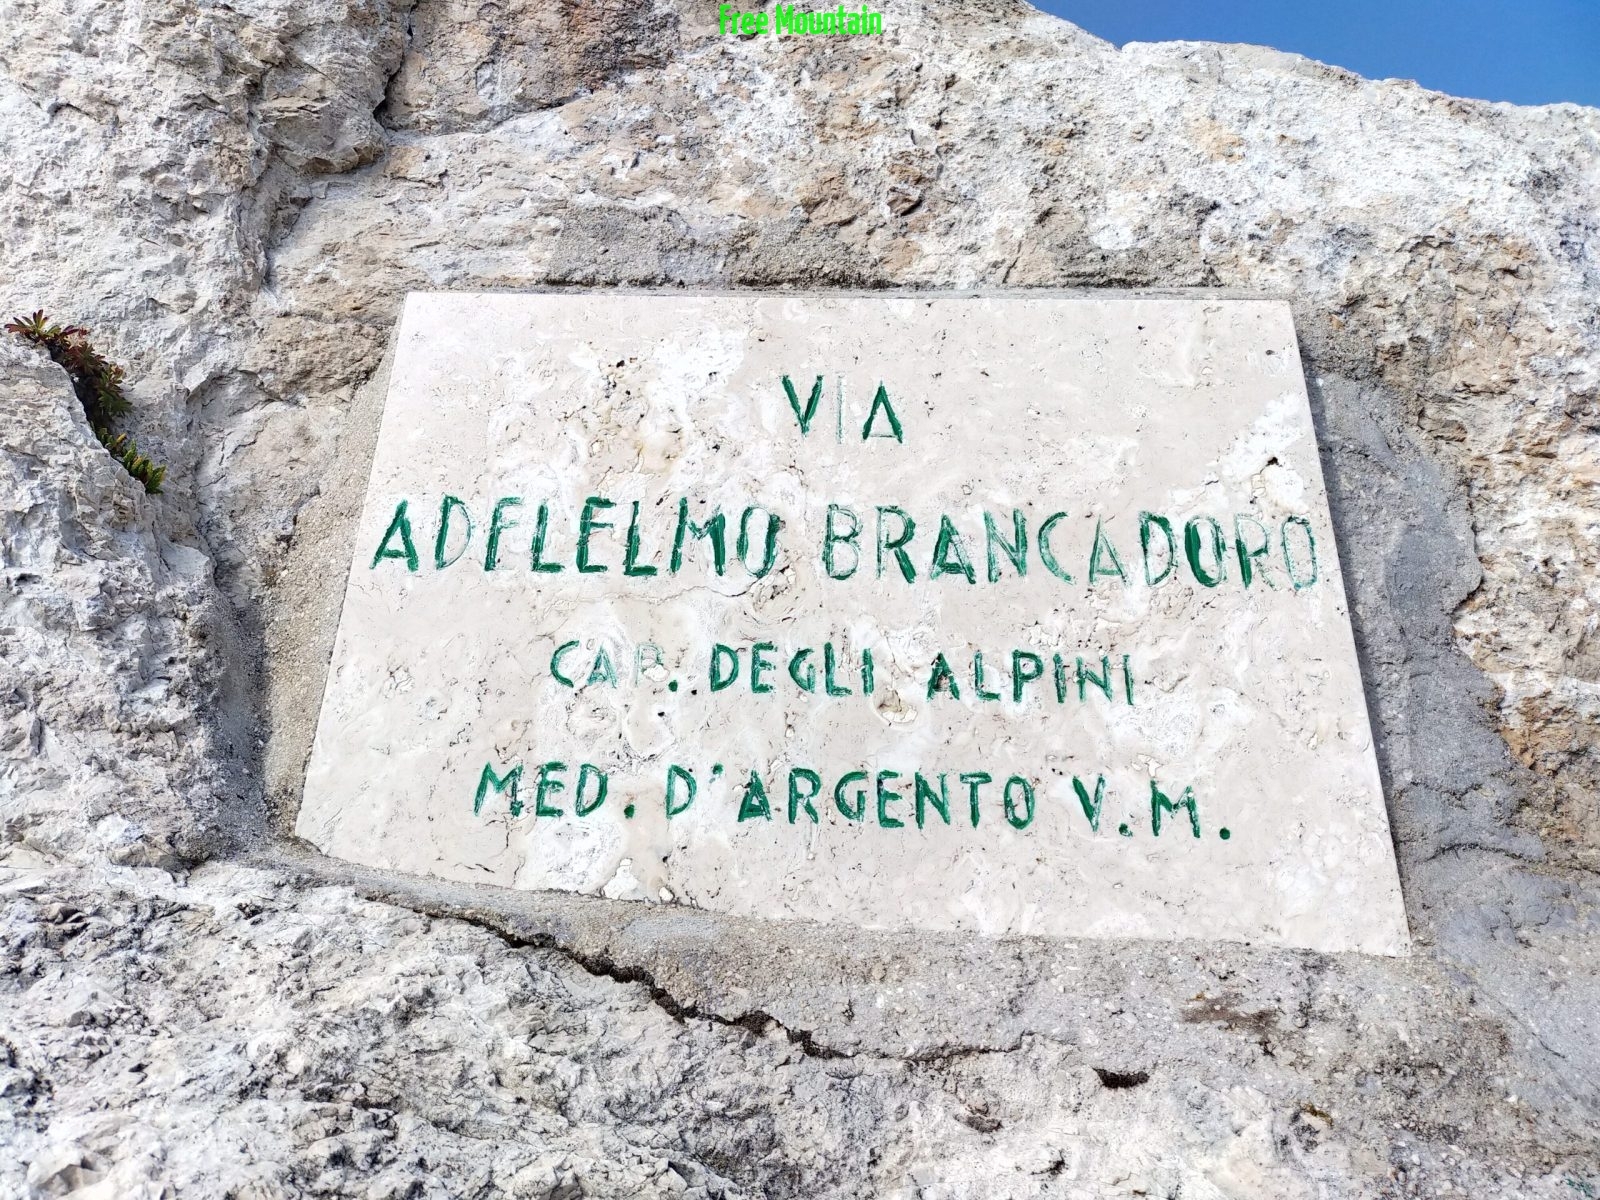 Free Mountain
VIA
ADELELMO BRANCADORO
CAP. DEGLI ALPINI
MED. D'ARGENTO V.M.